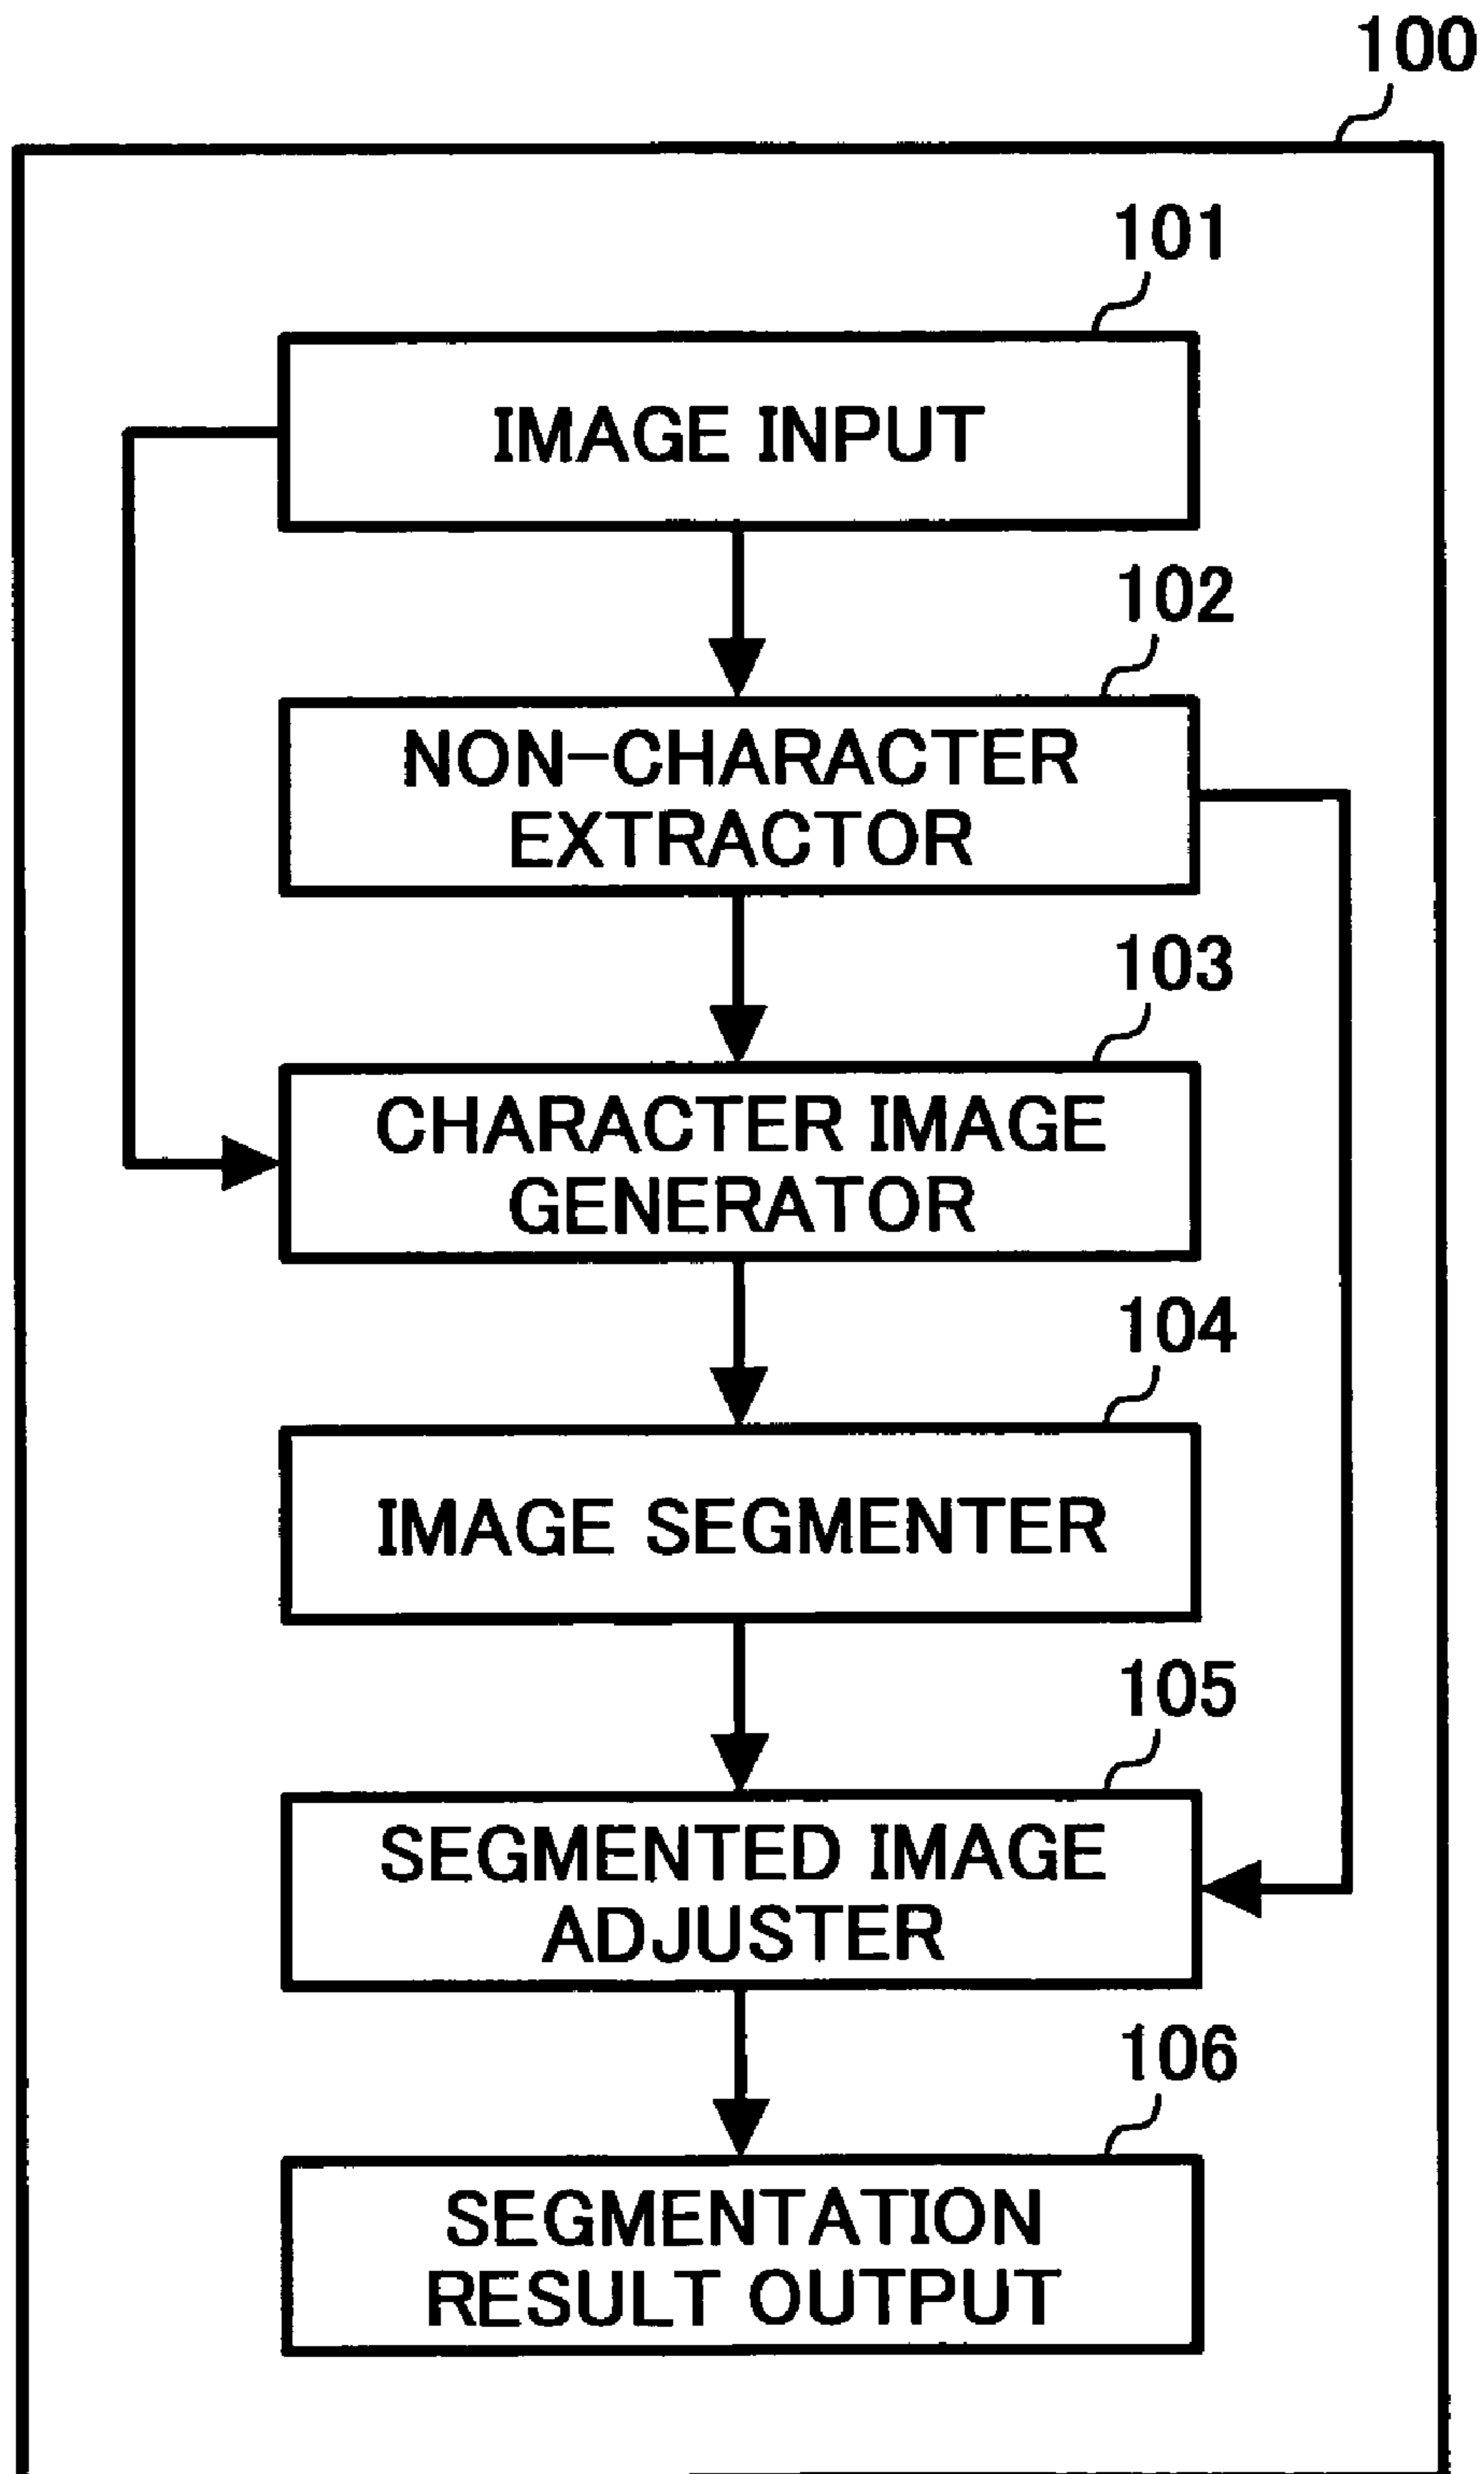 100
101
IMAGE INPUT
102
NON-CHARACTER
EXTRACTOR
103
CHARACTER IMAGE
GENERATOR
104
IMAGE SEGMENTER
105
SEGMENTED IMAGE
ADJUSTER
106
SEGMENTATION
RESULT OUTPUT